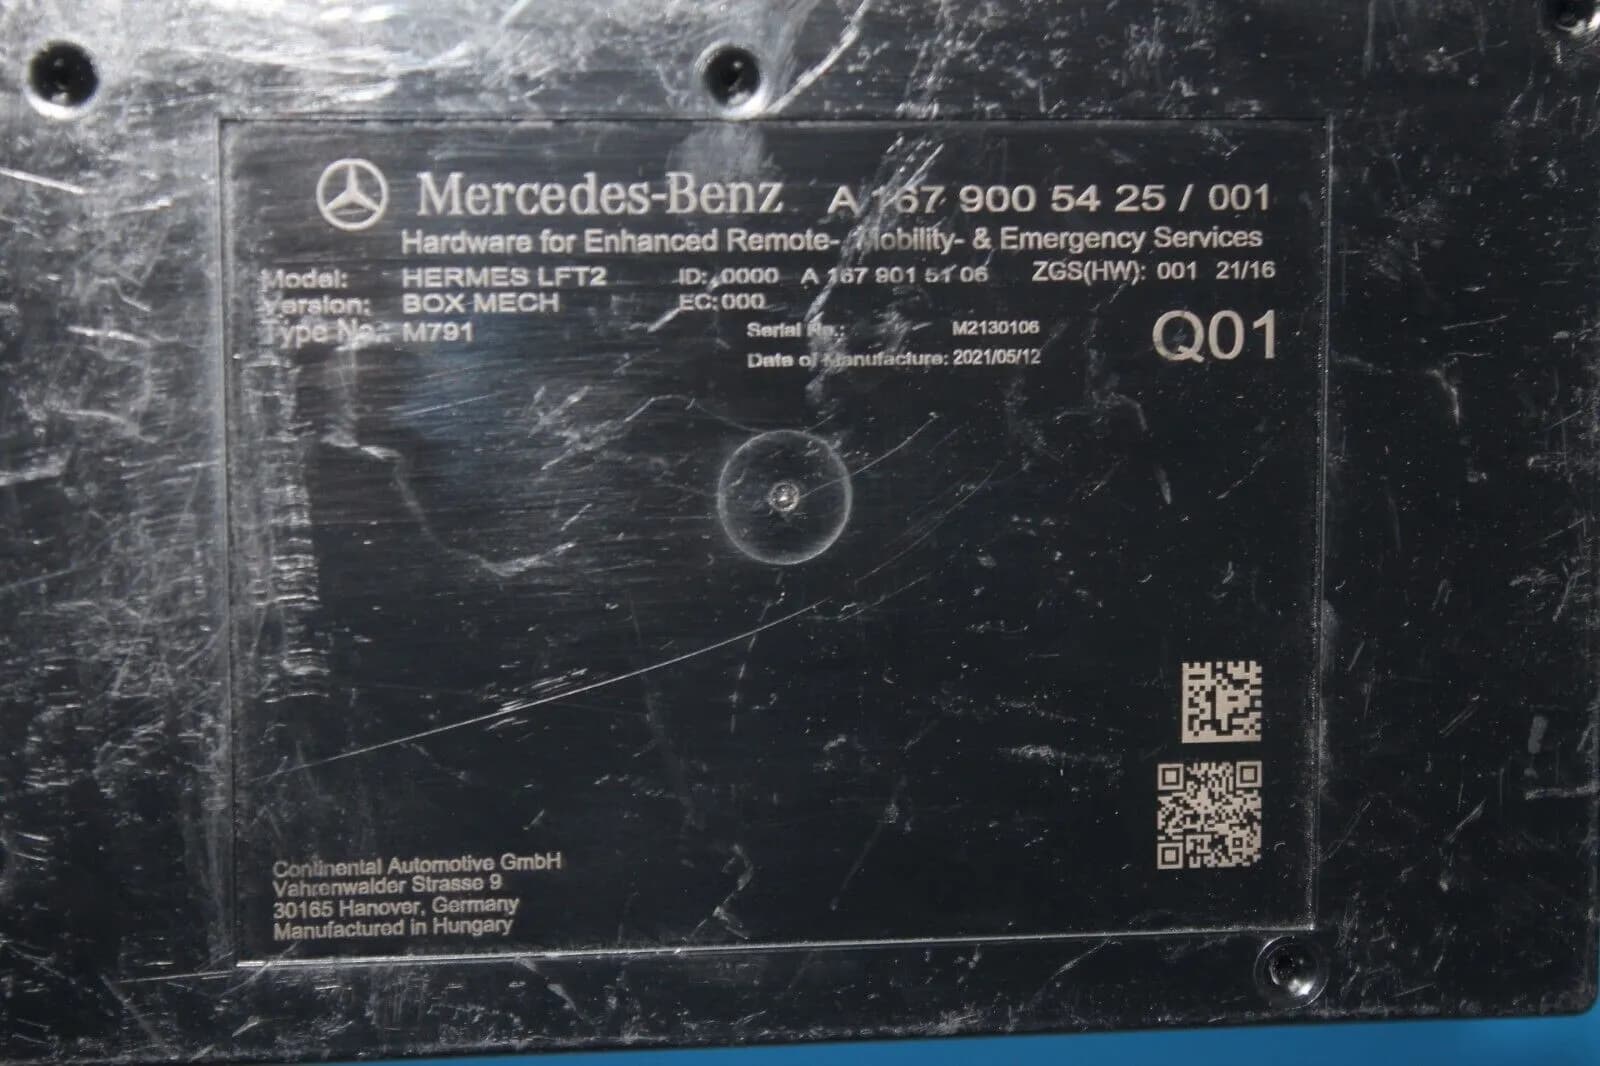 Mercedes-Benz A 167 900 54 25 / 001
Hardware for Enhanced Remote- Mobility- & Emergency Services
Model: HERMES LFT2 ID: 0000 A 167 901 51 06 ZGS(HW): 001 21/16
Version: BOX MECH EC: 000
Type No.: M791
Serial No.: M2130106
Date of Manufacture: 2021/05/12
Q01
Continental Automotive GmbH
Vahrenwalder Strasse 9
30165 Hanover, Germany
Manufactured in Hungary